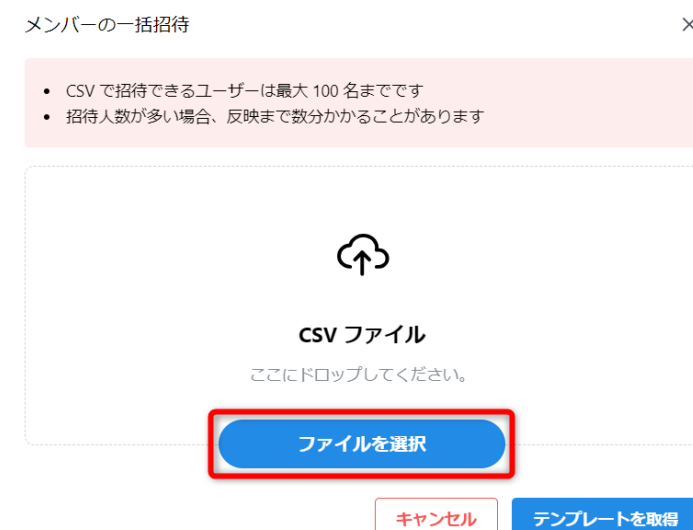 メンバーの一括招待
• CSV で招待できるユーザーは最大 100 名までです
• 招待人数が多い場合、反映まで数分かかることがあります
CSV ファイル
ここにドロップしてください。
ファイルを選択
キャンセル
テンプレートを取得